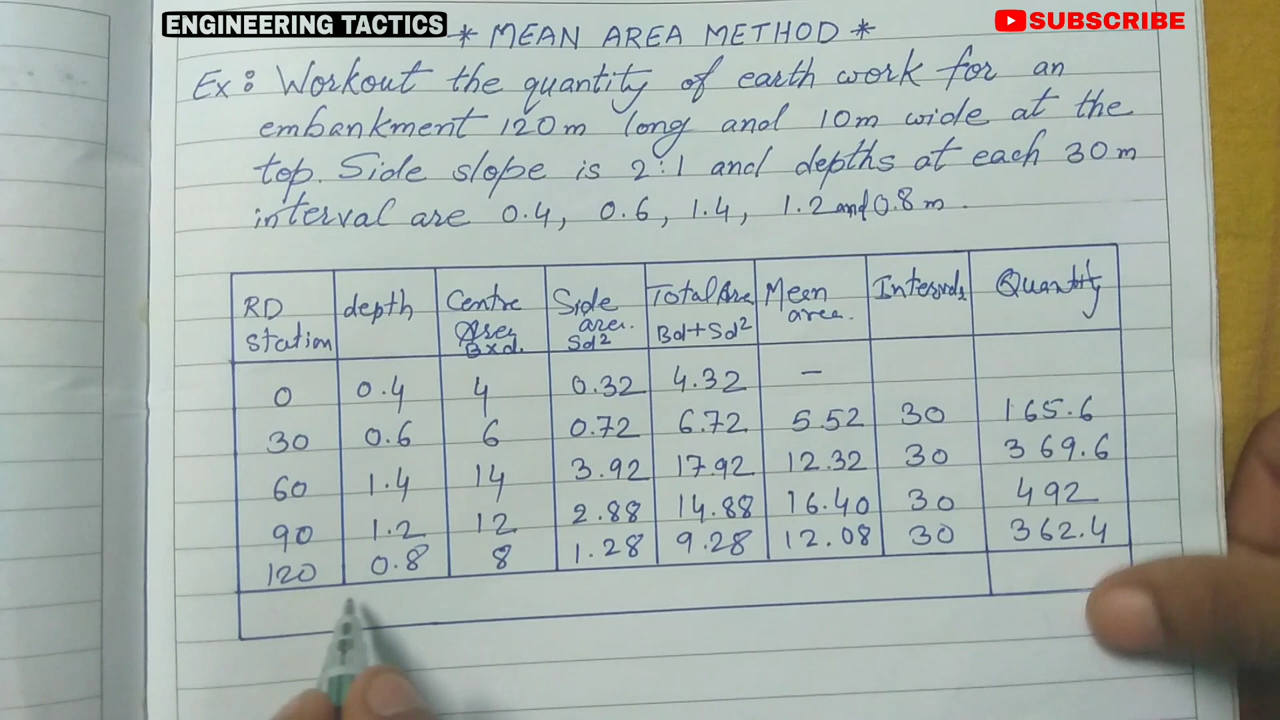 ENGINEERING TACTICS
SUBSCRIBE
* MEAN AREA METHOD *
Ex: Workout the quantity of earth work for an
embankment 120m long and 10m wide at the
top. Side slope is 2:1 and depths at each 30m
interval are 0.4, 0.6, 1.4, 1.2 and 0.8m.
RD station depth Centre Area Bxd. Side area. Sd² Total Are Bd+Sd² Mean area. Intervals Quantity
0 0.4 4 0.32 4.32 —
30 0.6 6 0.72 6.72 5.52 30 165.6
60 1.4 14 3.92 17.92 12.32 30 369.6
90 1.2 12 2.88 14.88 16.40 30 492
120 0.8 8 1.28 9.28 12.08 30 362.4